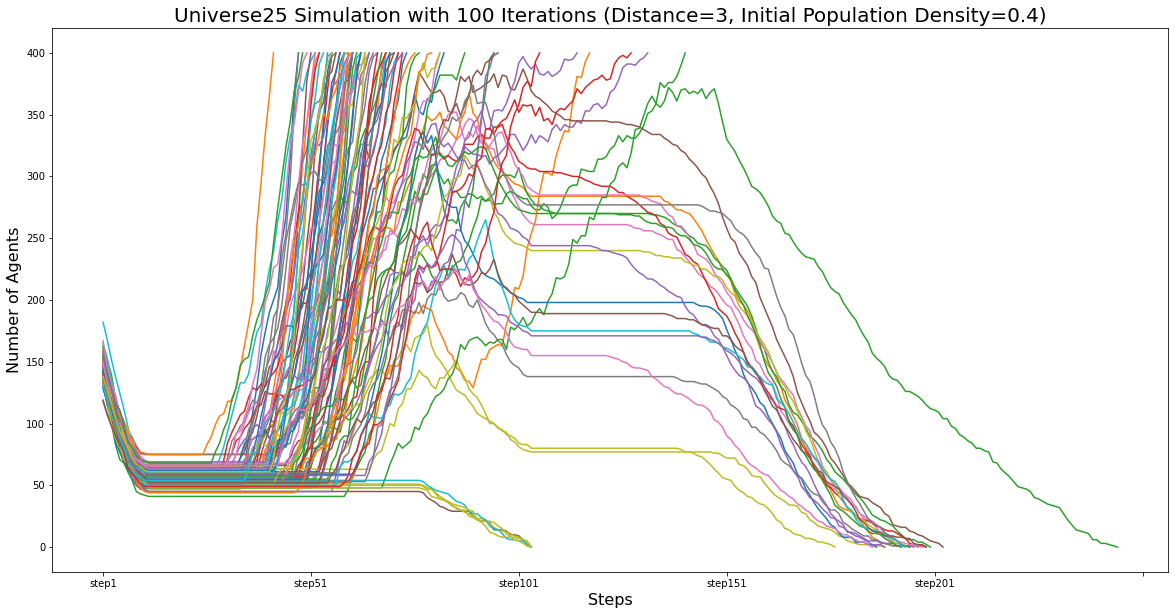 Universe25 Simulation with 100 Iterations (Distance=3, Initial Population Density=0.4)
Number of Agents
400
350
300
250
200
150
100
50
0
step1
step51
step101
step151
step201
Steps